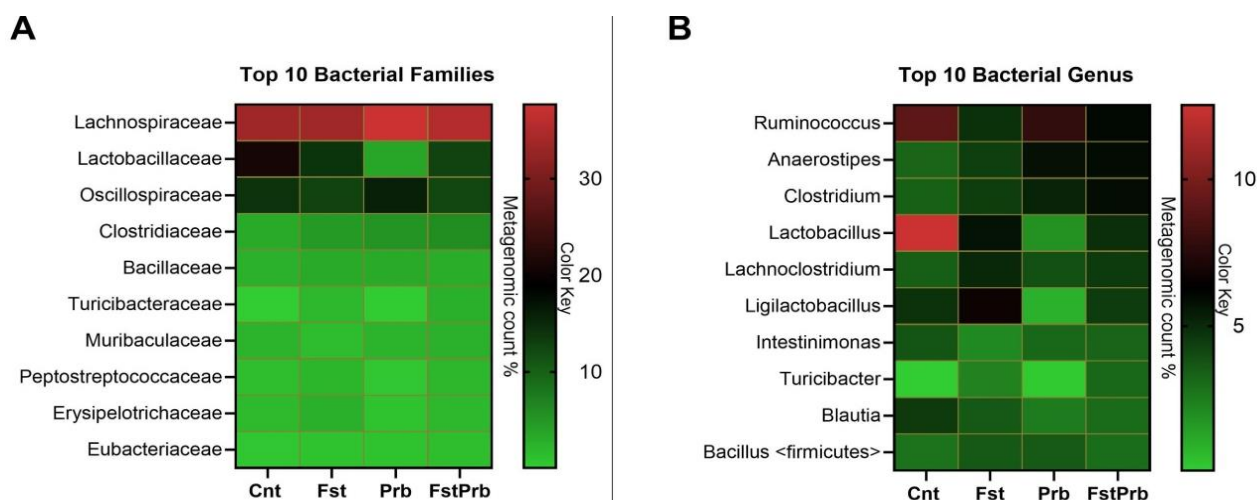 A
Top 10 Bacterial Families
Lachnospiraceae
Lactobacillaceae
Oscillospiraceae
Clostridiaceae
Bacillaceae
Turicibacteraceae
Muribaculaceae
Peptostreptococcaceae
Erysipelotrichaceae
Eubacteriaceae
Cnt Fst Prb FstPrb
30
20
10
Color Key
Metagenomic count %
B
Top 10 Bacterial Genus
Ruminococcus
Anaerostipes
Clostridium
Lactobacillus
Lachnoclostridium
Ligilactobacillus
Intestinimonas
Turicibacter
Blautia
Bacillus <firmicutes>
Cnt Fst Prb FstPrb
10
5
Color Key
Metagenomic count %